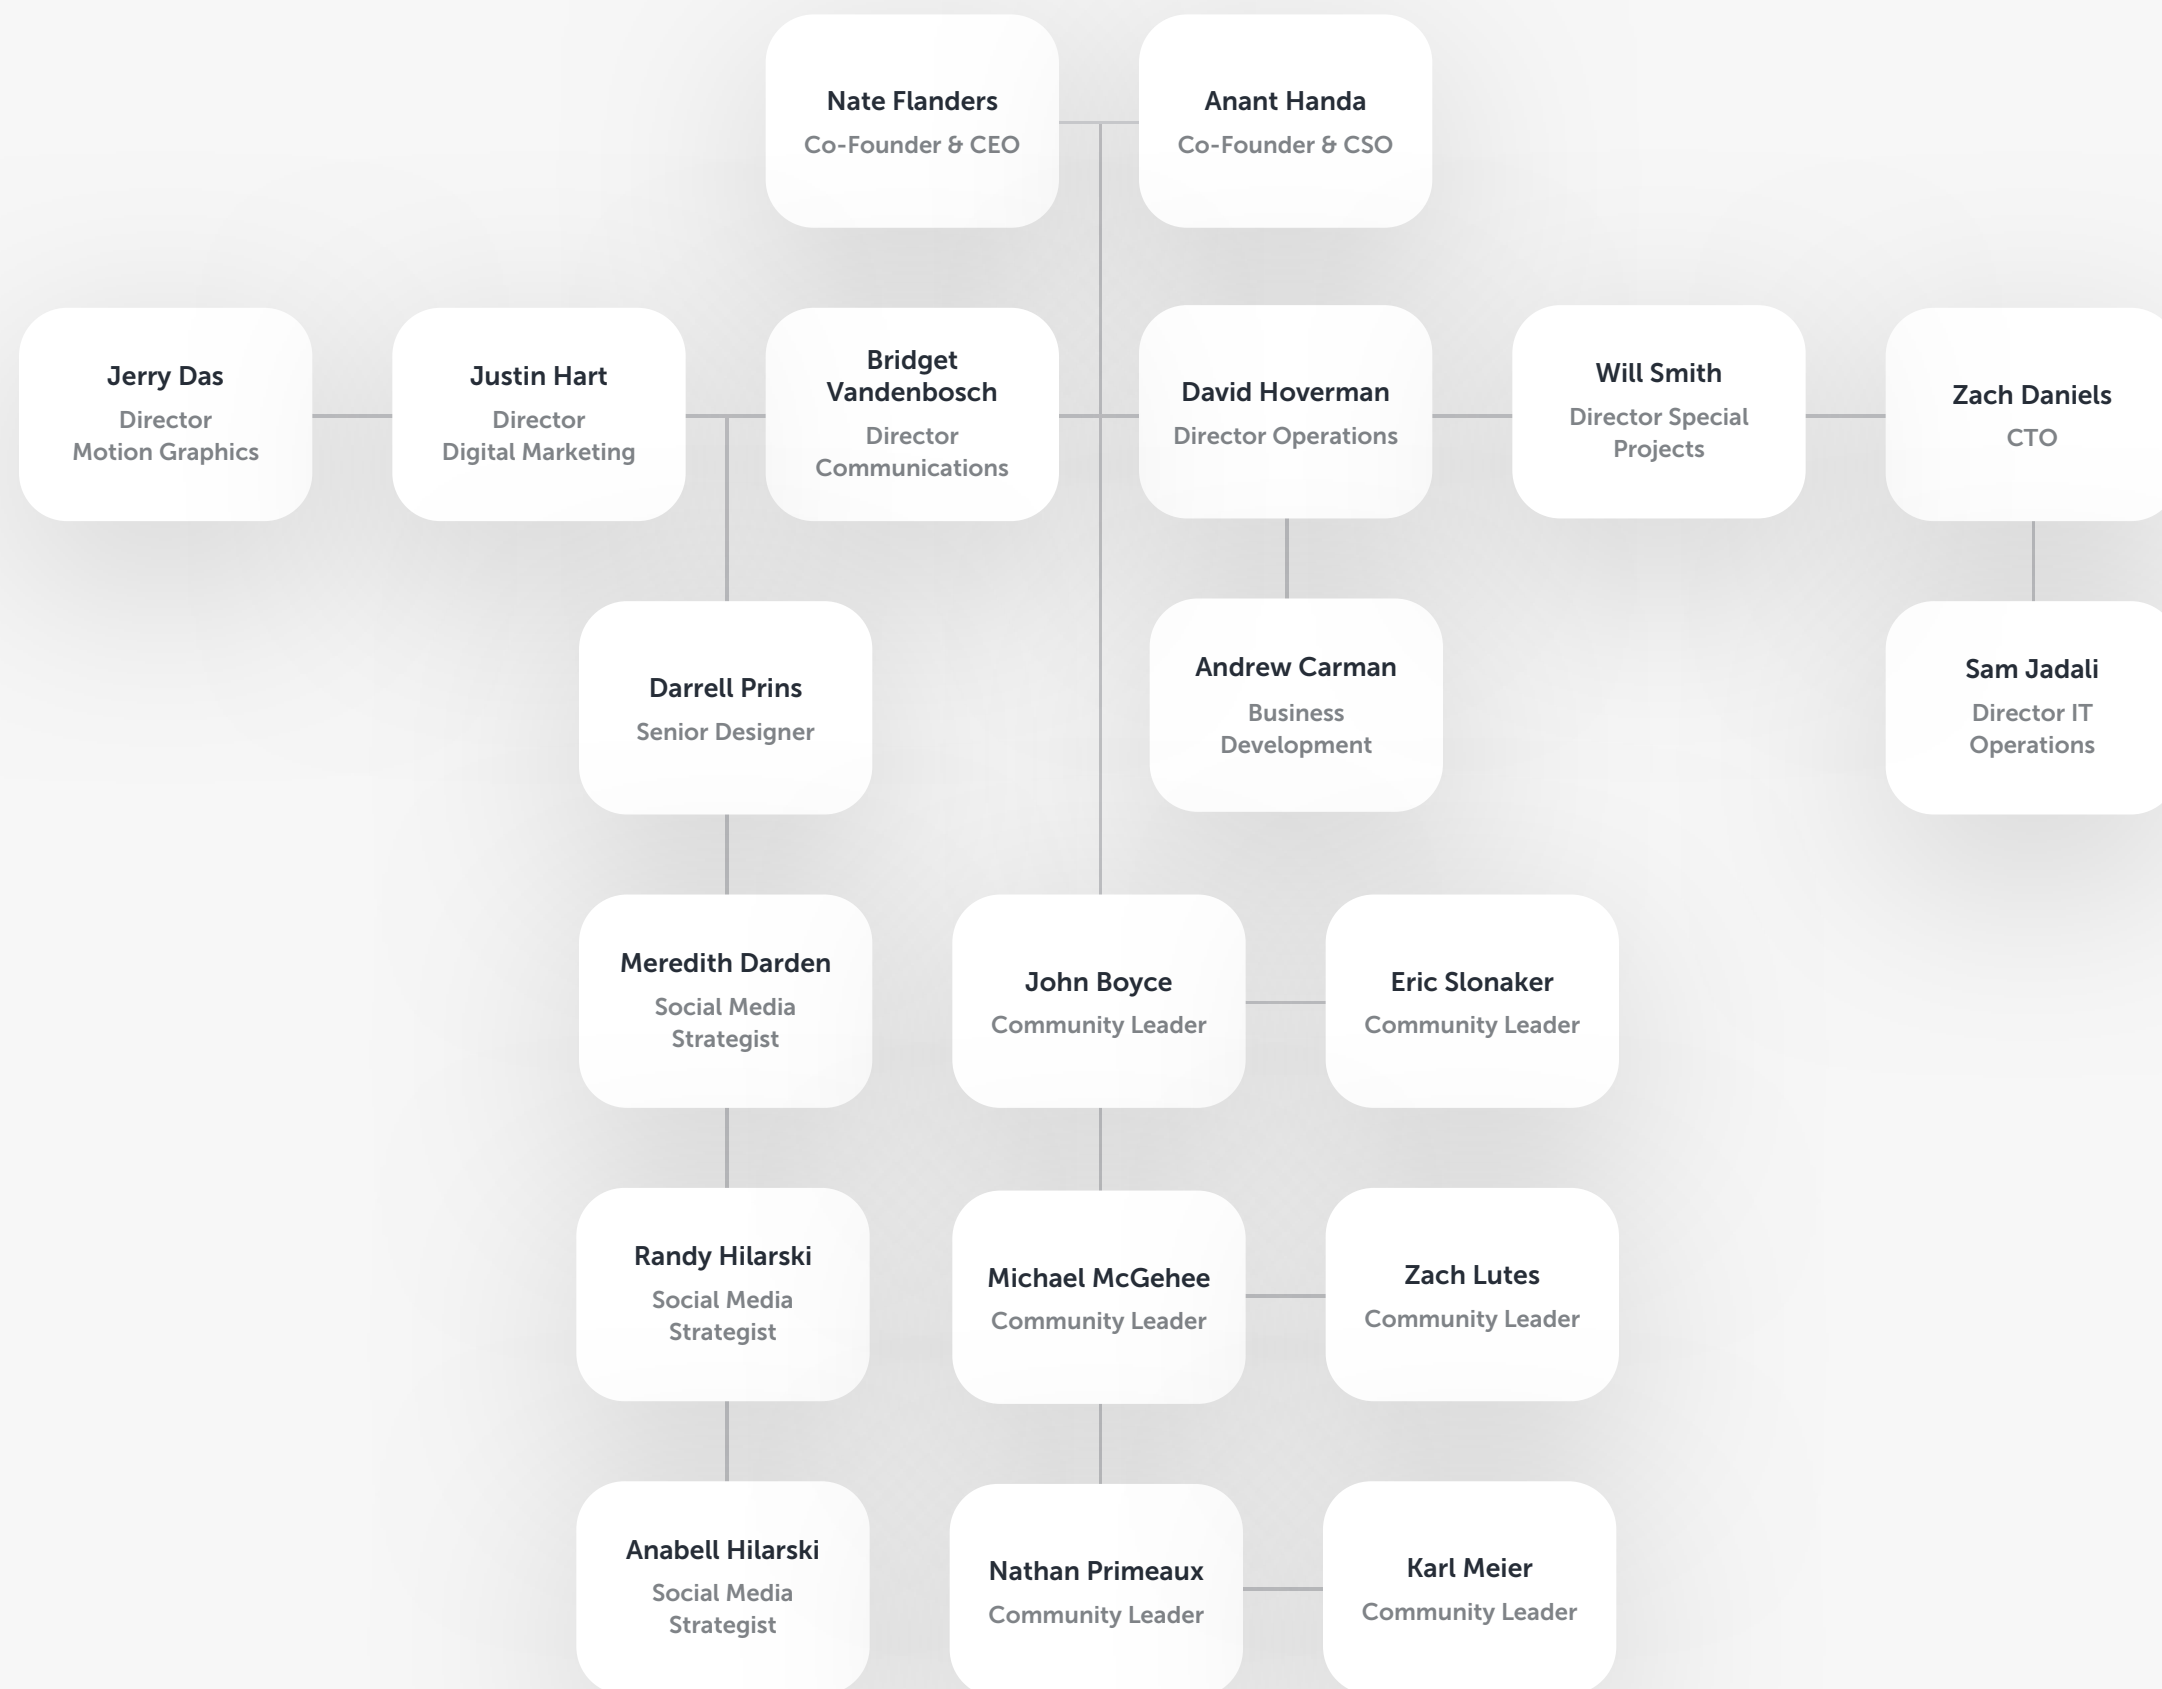 Nate Flanders
Co-Founder & CEO
Anant Handa
Co-Founder & CSO
Jerry Das
Director
Motion Graphics
Justin Hart
Director
Digital Marketing
Bridget
Vandenbosch
Director
Communications
David Hoverman
Director Operations
Will Smith
Director Special
Projects
Zach Daniels
CTO
Darrell Prins
Senior Designer
Andrew Carman
Business
Development
Sam Jadali
Director IT
Operations
Meredith Darden
Social Media
Strategist
John Boyce
Community Leader
Eric Slonaker
Community Leader
Randy Hilarski
Social Media
Strategist
Michael McGehee
Community Leader
Zach Lutes
Community Leader
Anabell Hilarski
Social Media
Strategist
Nathan Primeaux
Community Leader
Karl Meier
Community Leader